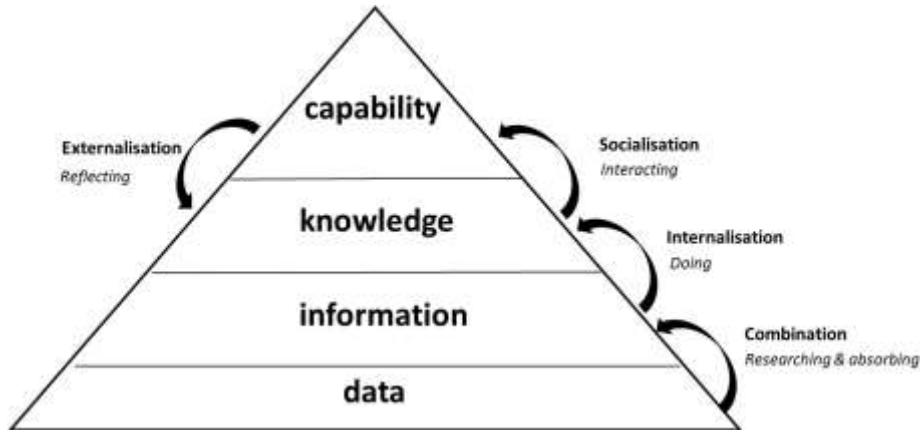 capability
Externalisation
Reflecting
Socialisation
Interacting
knowledge
Internalisation
Doing
information
Combination
Researching & absorbing
data